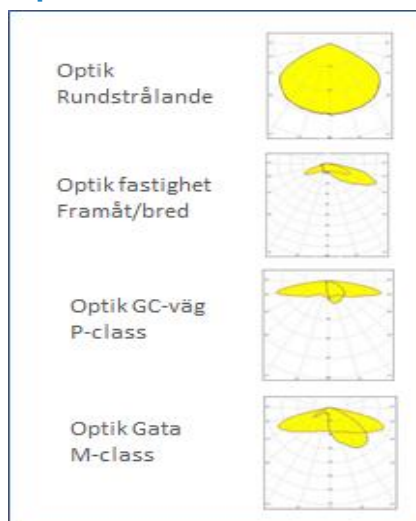 Optik
Rundstrålande
Optik fastighet
Framåt/bred
Optik GC-väg
P-class
Optik Gata
M-class